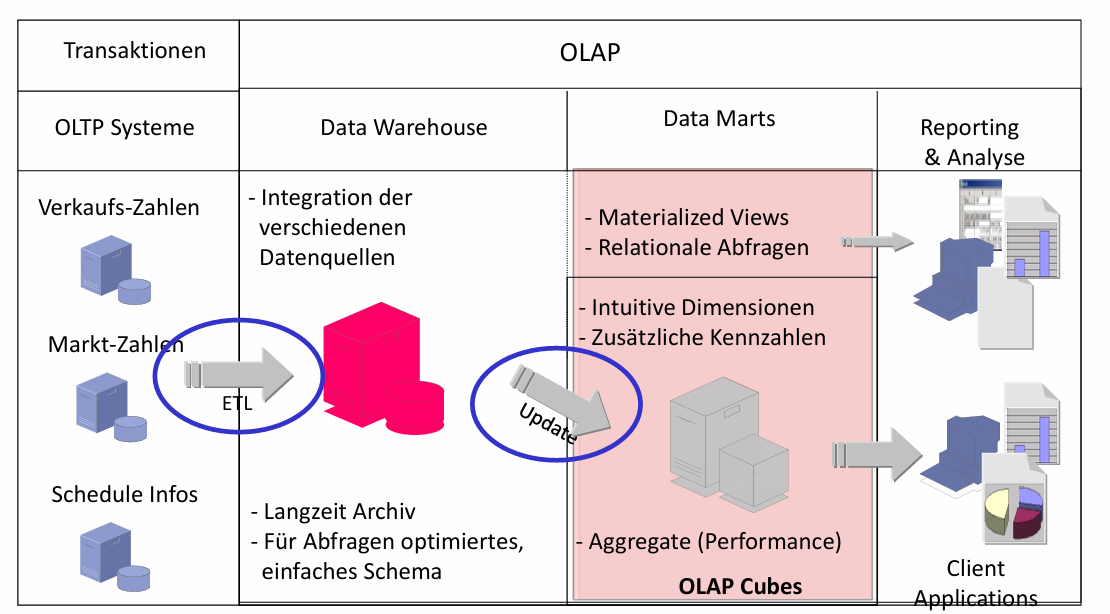 Transaktionen
OLAP
OLTP Systeme
Data Warehouse
Data Marts
Reporting
& Analyse
Verkaufs-Zahlen
Markt-Zahlen
Schedule Infos
ETL
- Integration der
verschiedenen
Datenquellen
- Langzeit Archiv
- Für Abfragen optimiertes,
einfaches Schema
Update
- Materialized Views
- Relationale Abfragen
- Intuitive Dimensionen
- Zusätzliche Kennzahlen
- Aggregate (Performance)
OLAP Cubes
Client
Applications